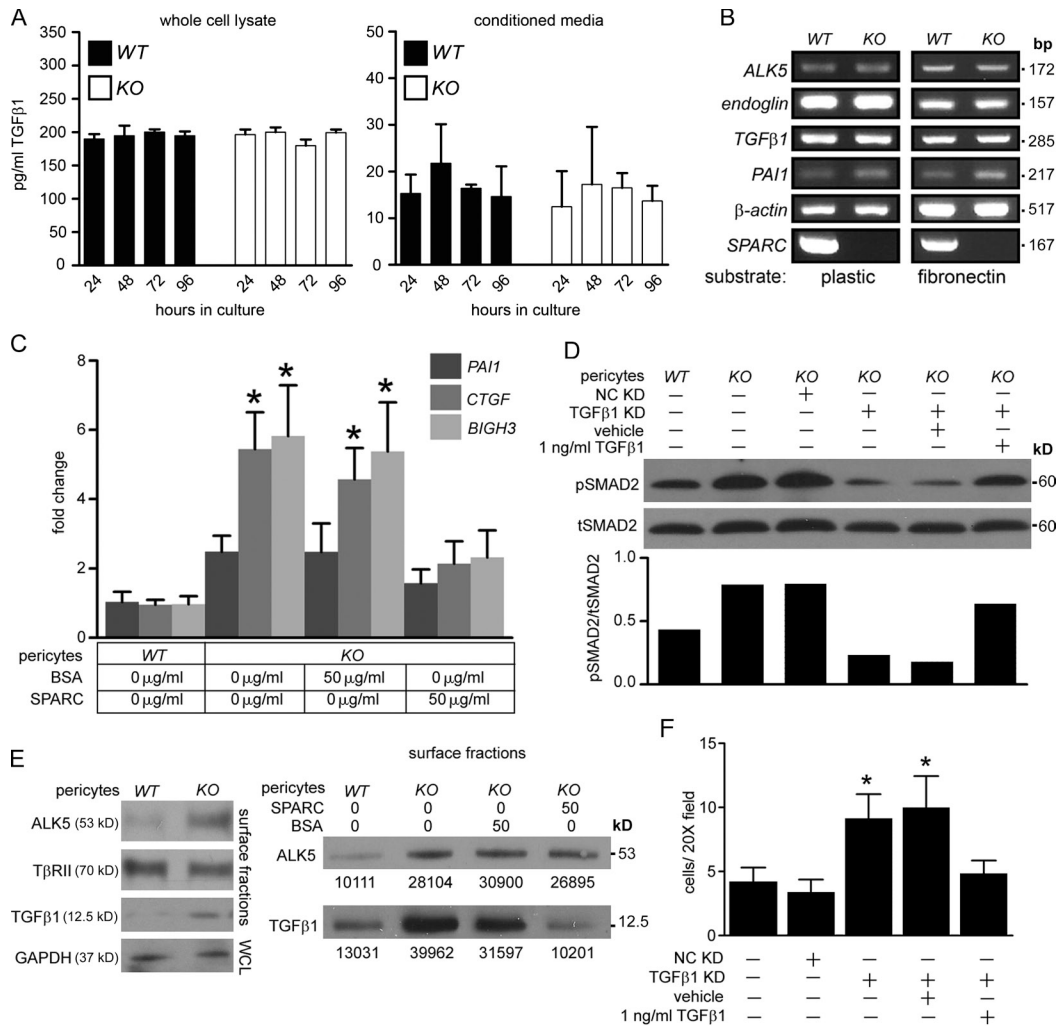 A
whole cell lysate
conditioned media
pg/ml TGFβ1
350
300
250
200
150
100
50
0
WT
KO
24 48 72 96 24 48 72 96
hours in culture
50
40
30
20
10
0
WT
KO
24 48 72 96 24 48 72 96
hours in culture
B
WT KO WT KO bp
ALK5 172
endoglin 157
TGFβ1 285
PAI1 217
β-actin 517
SPARC 167
substrate: plastic fibronectin
C
fold change
8
6
4
2
0
PAI1
CTGF
BIGH3
* * * *
pericytes WT KO
BSA 0 μg/ml 0 μg/ml 50 μg/ml 0 μg/ml
SPARC 0 μg/ml 0 μg/ml 0 μg/ml 50 μg/ml
D
pericytes WT KO KO KO KO KO
NC KD – – + – – –
TGFβ1 KD – – – + + +
vehicle – – – – + –
1 ng/ml TGFβ1 – – – – – + kD
pSMAD2 -60
tSMAD2 -60
pSMAD2/tSMAD2
1.0
0.5
0.0
E
pericytes WT KO
ALK5 (53 kD)
TβRII (70 kD)
TGFβ1 (12.5 kD)
GAPDH (37 kD)
surface fractions
WCL
surface fractions
pericytes WT KO KO KO
SPARC 0 0 0 50
BSA 0 0 50 0 kD
ALK5 -53
10111 28104 30900 26895
TGFβ1 -12.5
13031 39962 31597 10201
F
cells/ 20X field
15
10
5
0
* *
NC KD – + – – –
TGFβ1 KD – – + + +
vehicle – – – + –
1 ng/ml TGFβ1 – – – – +